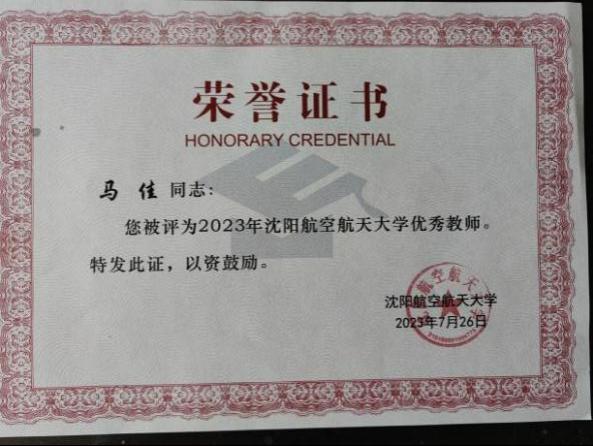 荣誉证书
HONORARY CREDENTIAL
马佳同志：
您被评为2023年沈阳航空航天大学优秀教师。
特发此证，以资鼓励。
沈阳航空航天大学
2023年7月26日